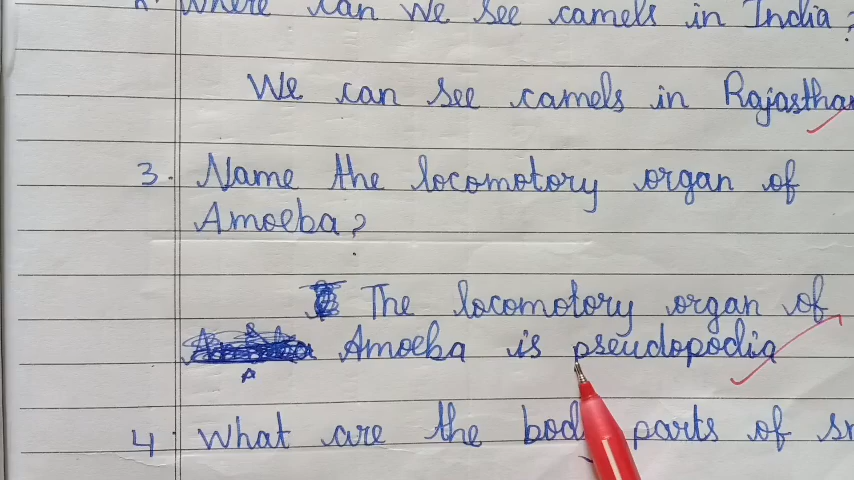 Where can we see camels in India?
We can see camels in Rajasthan
3. Name the locomotory organ of
Amoeba?
The locomotory organ of
Amoeba is pseudopodia
4. What are the body parts of